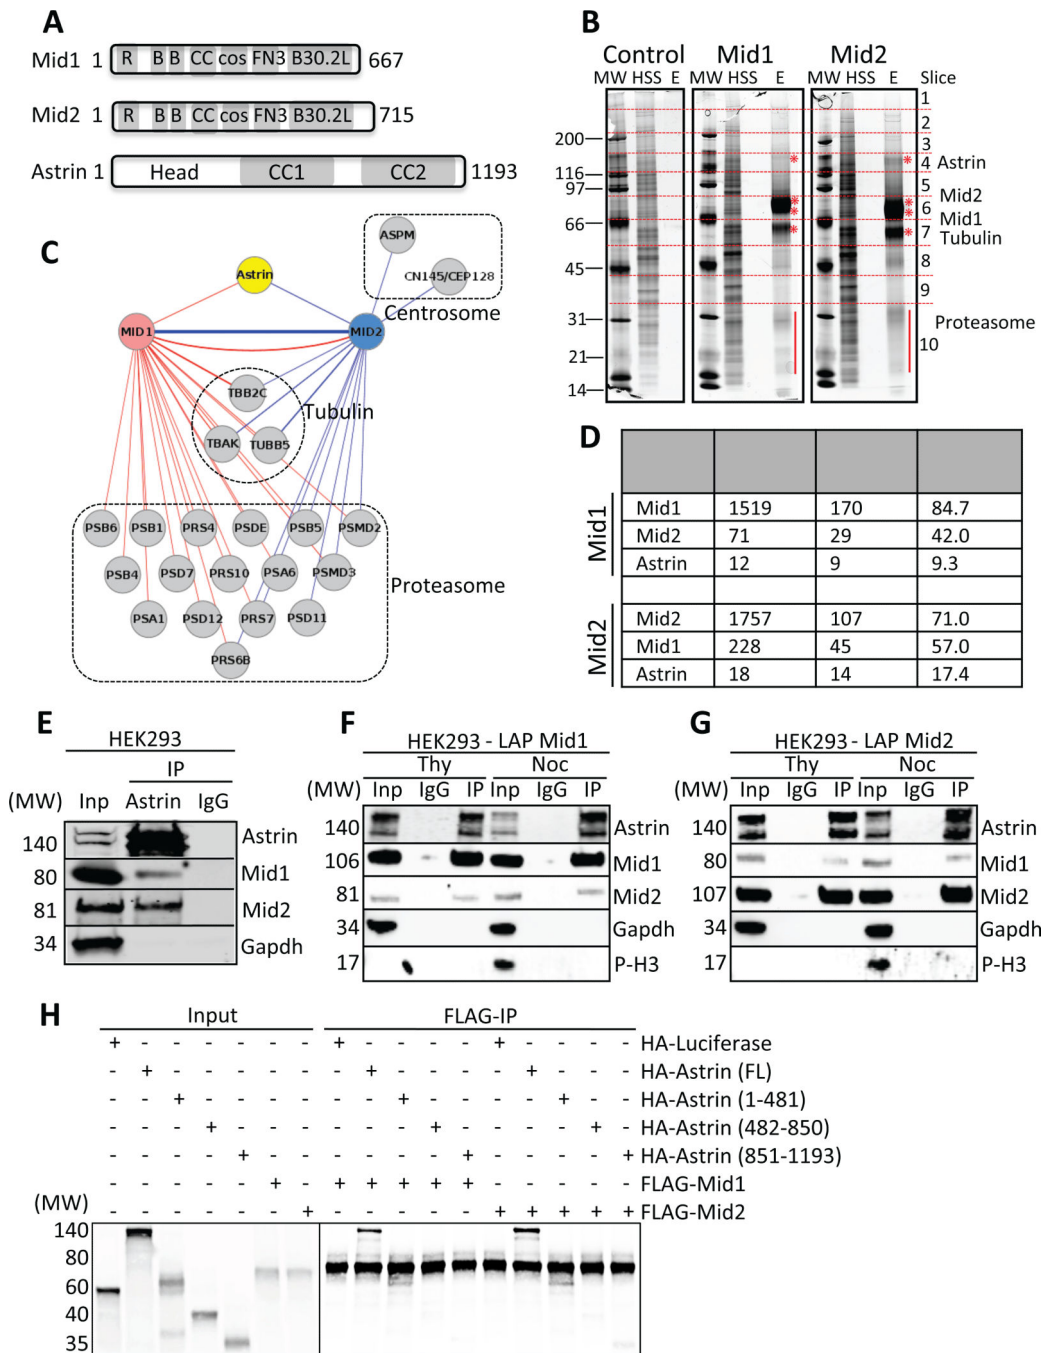 A
Mid1 1 R B B CC cos FN3 B30.2L 667
Mid2 1 R B B CC cos FN3 B30.2L 715
Astrin 1 Head CC1 CC2 1193
B
Control Mid1 Mid2
MW HSS E MW HSS E MW HSS E Slice
200
116
97
66
45
31
21
14
1
2
3
4 Astrin
5
Mid2
6
Mid1
7 Tubulin
8
9
Proteasome
10
C
ASPM
CN145/CEP128
Centrosome
Astrin
MID1
MID2
TBB2C
Tubulin
TBAK TUBB5
PSB6 PSB1 PRS4 PSDE PSB5 PSMD2
PSB4 PSD7 PRS10 PSA6 PSMD3
Proteasome
PSA1 PSD12 PRS7 PSD11
PRS6B
D
Mid1
Mid1 1519 170 84.7
Mid2 71 29 42.0
Astrin 12 9 9.3
Mid2
Mid2 1757 107 71.0
Mid1 228 45 57.0
Astrin 18 14 17.4
E
HEK293
IP
(MW) Inp Astrin IgG
140 Astrin
80 Mid1
81 Mid2
34 Gapdh
F
HEK293 - LAP Mid1
Thy Noc
(MW) Inp IgG IP Inp IgG IP
140 Astrin
106 Mid1
81 Mid2
34 Gapdh
17 P-H3
G
HEK293 - LAP Mid2
Thy Noc
(MW) Inp IgG IP Inp IgG IP
140 Astrin
80 Mid1
107 Mid2
34 Gapdh
17 P-H3
H
Input FLAG-IP
+ - - - - - - + - - - - + - - - - HA-Luciferase
- + - - - - - - + - - - - + - - - HA-Astrin (FL)
- - + - - - - - - + - - - - + - - HA-Astrin (1-481)
- - - + - - - - - - + - - - - + - HA-Astrin (482-850)
- - - - + - - - - - - + - - - - + HA-Astrin (851-1193)
- - - - - + - + + + + + - - - - - FLAG-Mid1
- - - - - - + - - - - - + + + + + FLAG-Mid2
(MW)
140
80
60
40
35